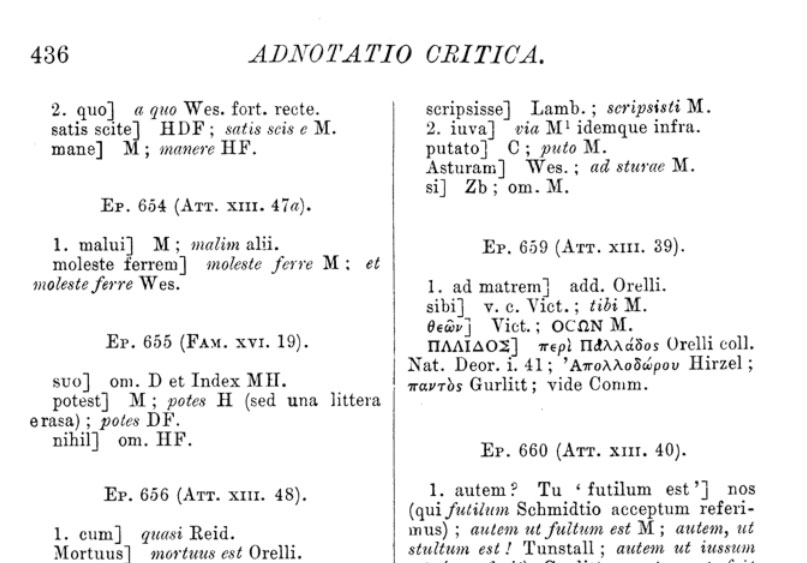 436 ADNOTATIO CRITICA.
2. quo] a quo Wes. fort. recte.
satis scite] HDF ; satis scis e M.
mane] M ; manere HF.
Ep. 654 (Att. xiii. 47a).
1. malui] M ; malim alii.
moleste ferrem] moleste ferre M ; et
moleste ferre Wes.
Ep. 655 (Fam. xvi. 19).
suo] om. D et Index MH.
potest] M ; potes H (sed una littera
erasa) ; potes DF.
nihil] om. HF.
Ep. 656 (Att. xiii. 48).
1. cum] quasi Reid.
Mortuus] mortuus est Orelli.
scripsisse] Lamb. ; scripsisti M.
2. iuva] via M¹ idemque infra.
putato] C ; puto M.
Asturam] Wes. ; ad sturae M.
si] Zb ; om. M.
Ep. 659 (Att. xiii. 39).
1. ad matrem] add. Orelli.
sibi] v. c. Vict. ; tibi M.
θεῶν] Vict. ; ΟCΩΝ M.
ΠΛΛΙΔΟΣ] περὶ Παλλάδος Orelli coll.
Nat. Deor. i. 41 ; Ἀπολλοδώρου Hirzel ;
παντὸς Gurlitt ; vide Comm.
Ep. 660 (Att. xiii. 40).
1. autem? Tu ‘ futilum est ’] nos
(qui futilum Schmidtio acceptum referi-
mus) ; autem ut fultum est M ; autem, ut
stultum est ! Tunstall ; autem ut iussum